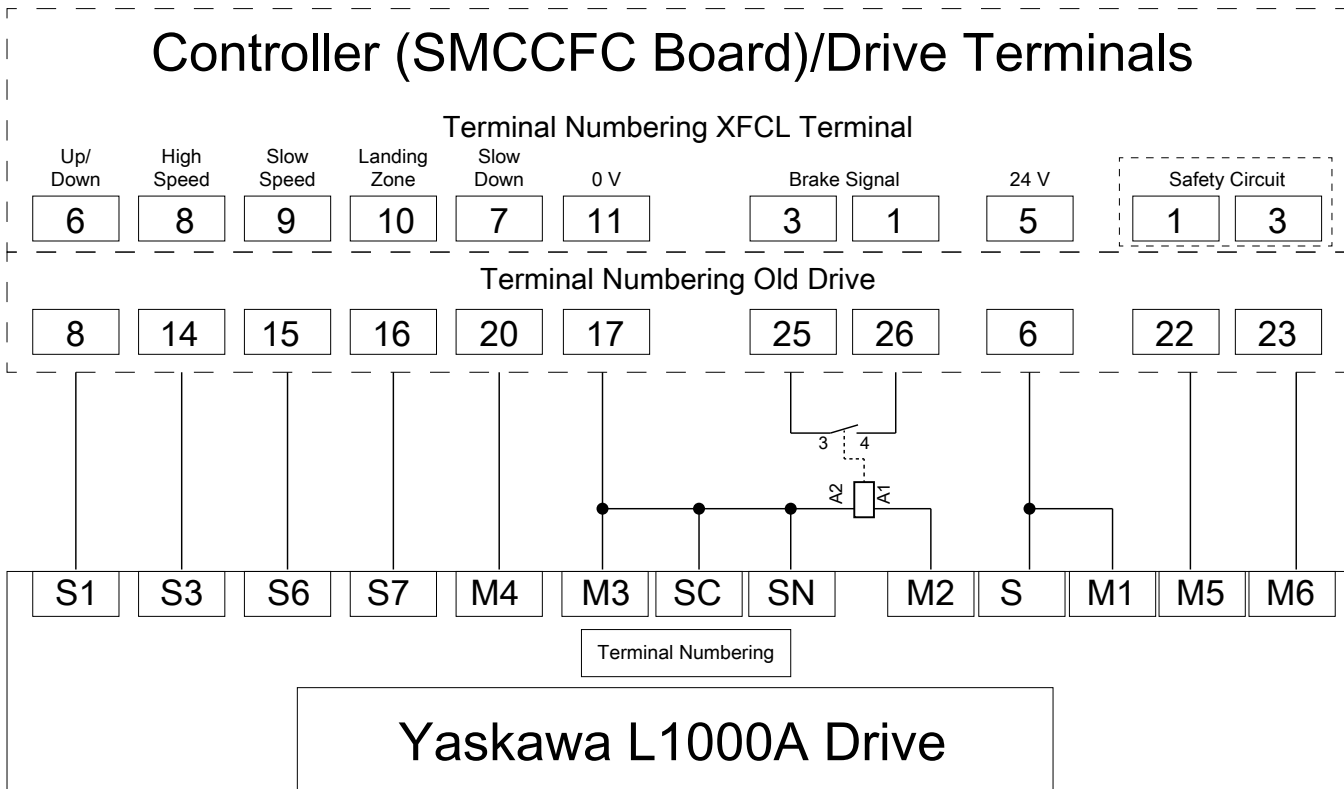 Controller (SMCCFC Board)/Drive Terminals
Terminal Numbering XFCL Terminal
Up/ High Slow Landing Slow
Down Speed Speed Zone Down 0 V Brake Signal 24 V Safety Circuit
6 8 9 10 7 11 3 1 5 1 3
Terminal Numbering Old Drive
8 14 15 16 20 17 25 26 6 22 23
3 4
A2 A1
S1 S3 S6 S7 M4 M3 SC SN M2 S M1 M5 M6
Terminal Numbering
Yaskawa L1000A Drive